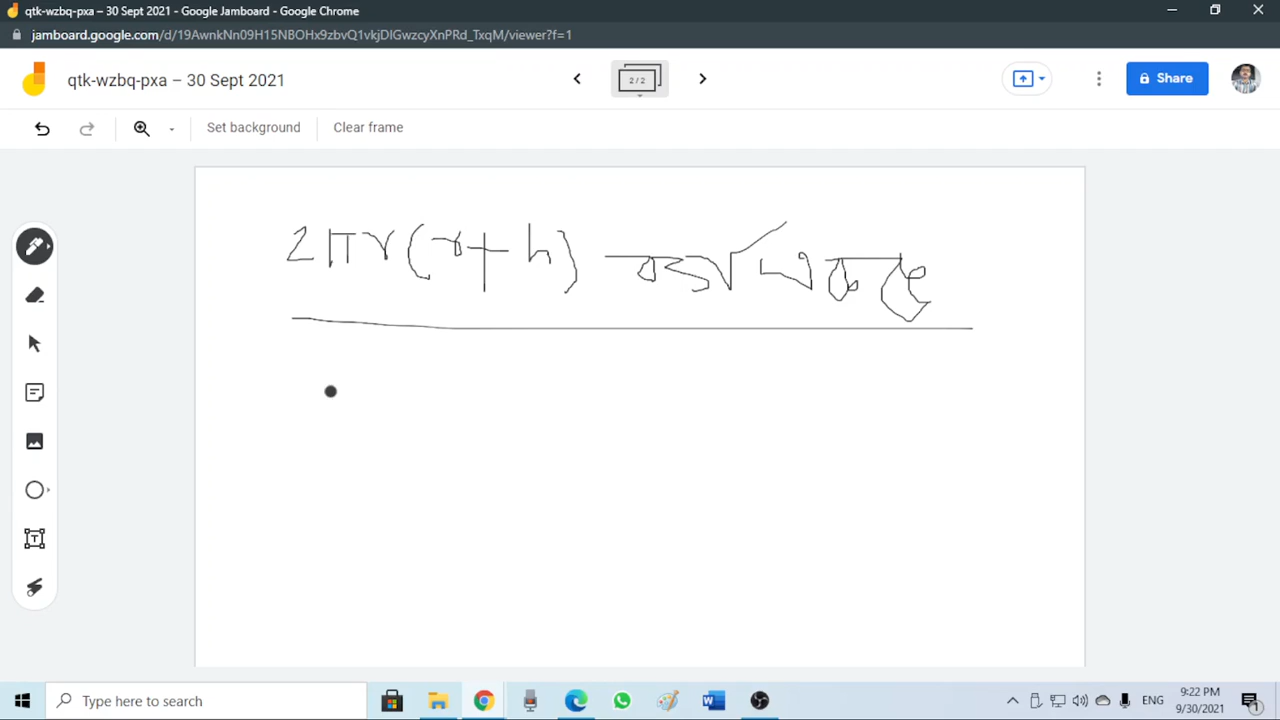 qtk-wzbq-pxa – 30 Sept 2021 - Google Jamboard - Google Chrome
jamboard.google.com/d/19AwnkNn09H15NBOHx9zbvQ1vkjDlGwzcyXnPRd_TxqM/viewer?f=1
qtk-wzbq-pxa – 30 Sept 2021
2/2
Share
Set background
Clear frame
2πr(r+h)
Type here to search
ENG
9:22 PM
9/30/2021